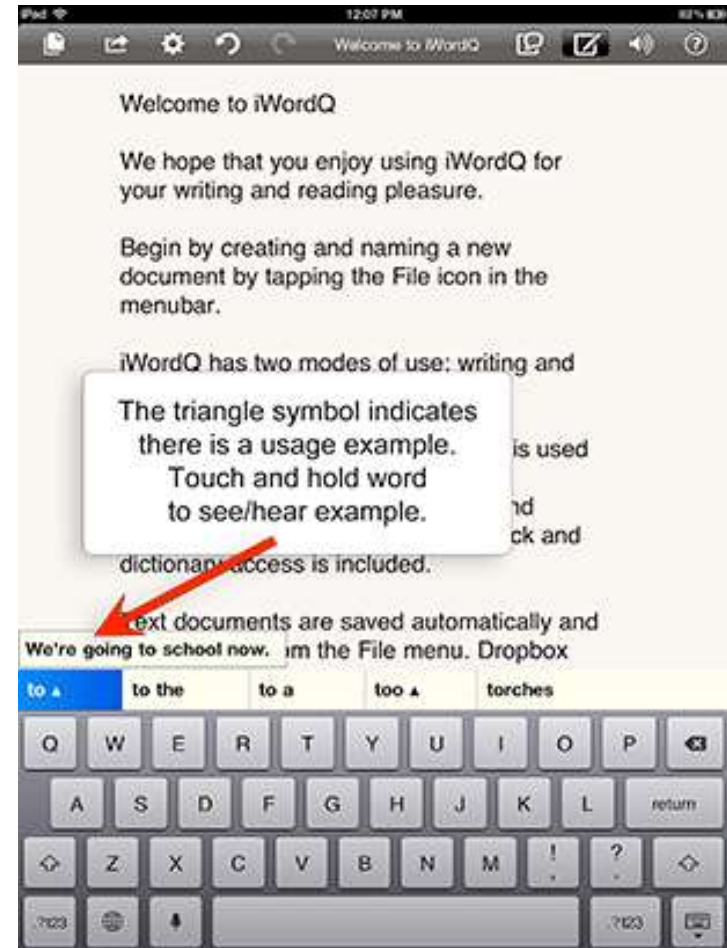 iPad 12:07 PM 82%
Welcome to iWordQ
Welcome to iWordQ
We hope that you enjoy using iWordQ for
your writing and reading pleasure.
Begin by creating and naming a new
document by tapping the File icon in the
menubar.
iWordQ has two modes of use: writing and
The triangle symbol indicates
there is a usage example.
Touch and hold word
to see/hear example.
is used
nd
ck and
dictionary access is included.
Text documents are saved automatically and
We're going to school now. om the File menu. Dropbox
to ▲ to the to a too ▲ torches
Q W E R T Y U I O P
A S D F G H J K L return
Z X C V B N M ! , ? .
.?123 .?123